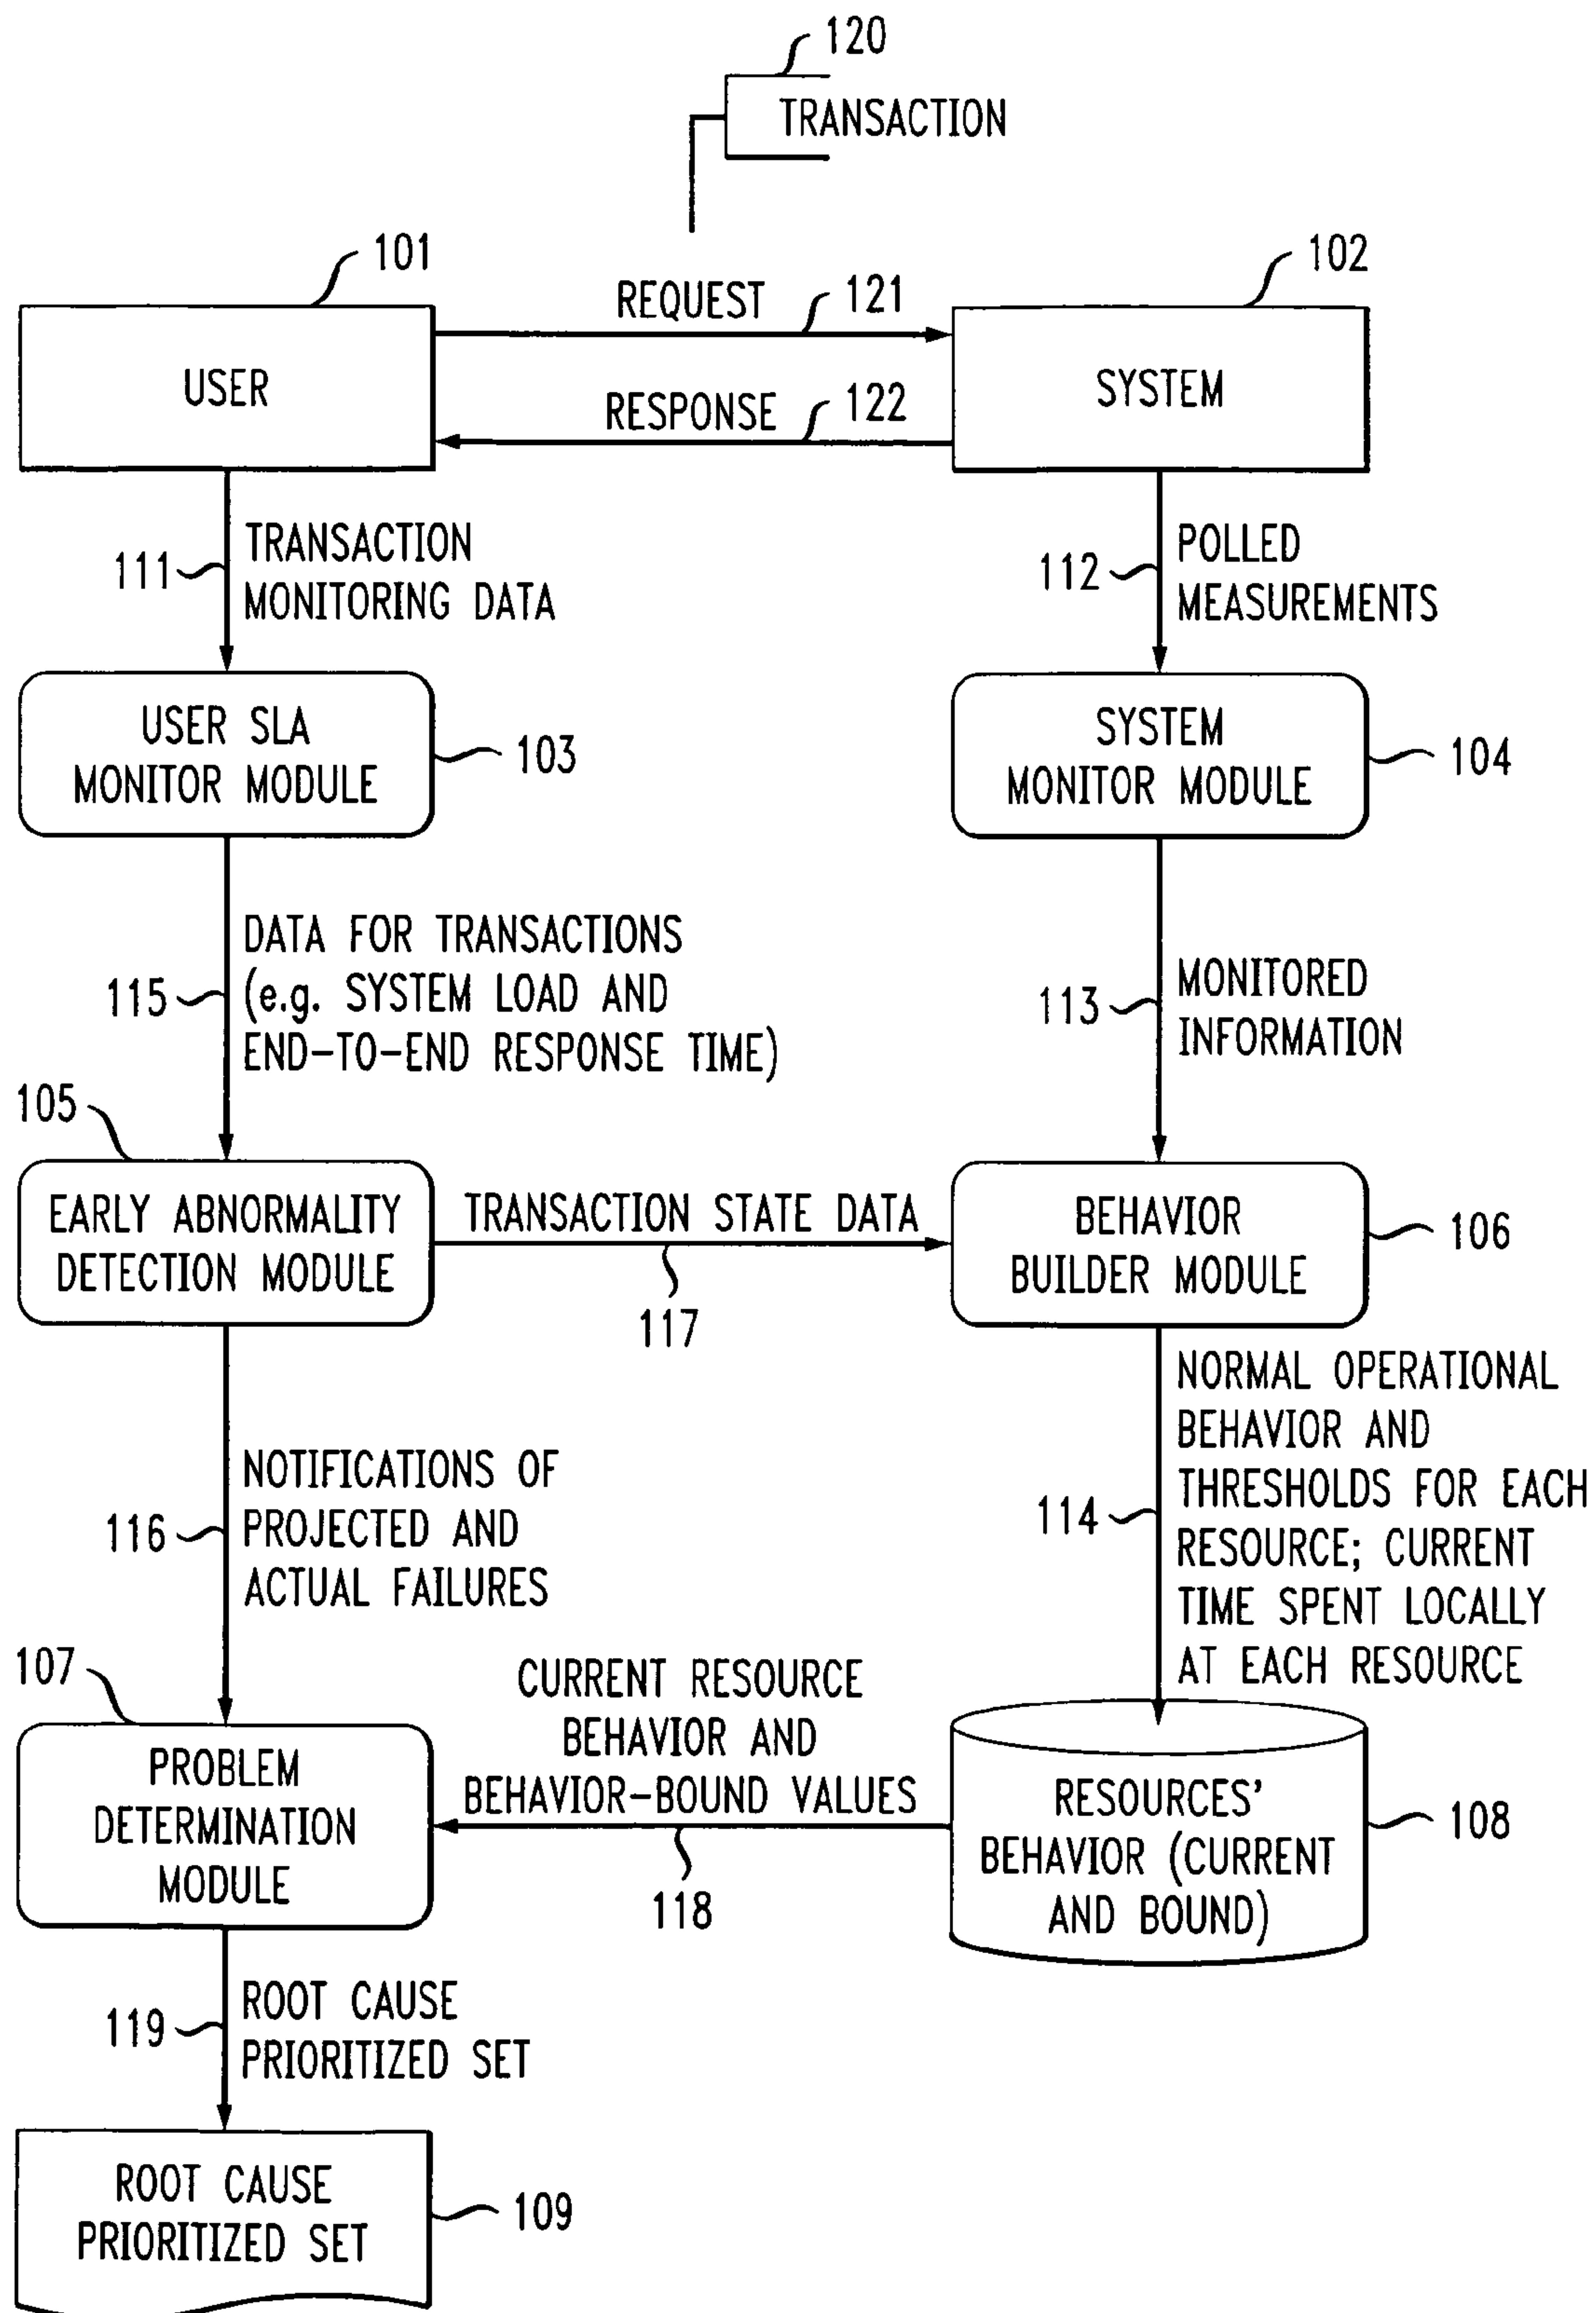 120
TRANSACTION
101
102
REQUEST
121
USER
SYSTEM
RESPONSE
122
111
TRANSACTION
MONITORING DATA
112
POLLED
MEASUREMENTS
USER SLA
MONITOR MODULE
103
SYSTEM
MONITOR MODULE
104
115
DATA FOR TRANSACTIONS
(e.g. SYSTEM LOAD AND
END-TO-END RESPONSE TIME)
113
MONITORED
INFORMATION
105
EARLY ABNORMALITY
DETECTION MODULE
TRANSACTION STATE DATA
117
BEHAVIOR
BUILDER MODULE
106
116
NOTIFICATIONS OF
PROJECTED AND
ACTUAL FAILURES
114
NORMAL OPERATIONAL
BEHAVIOR AND
THRESHOLDS FOR EACH
RESOURCE; CURRENT
TIME SPENT LOCALLY
AT EACH RESOURCE
107
PROBLEM
DETERMINATION
MODULE
CURRENT RESOURCE
BEHAVIOR AND
BEHAVIOR-BOUND VALUES
118
RESOURCES'
BEHAVIOR (CURRENT
AND BOUND)
108
119
ROOT CAUSE
PRIORITIZED SET
ROOT CAUSE
PRIORITIZED SET
109